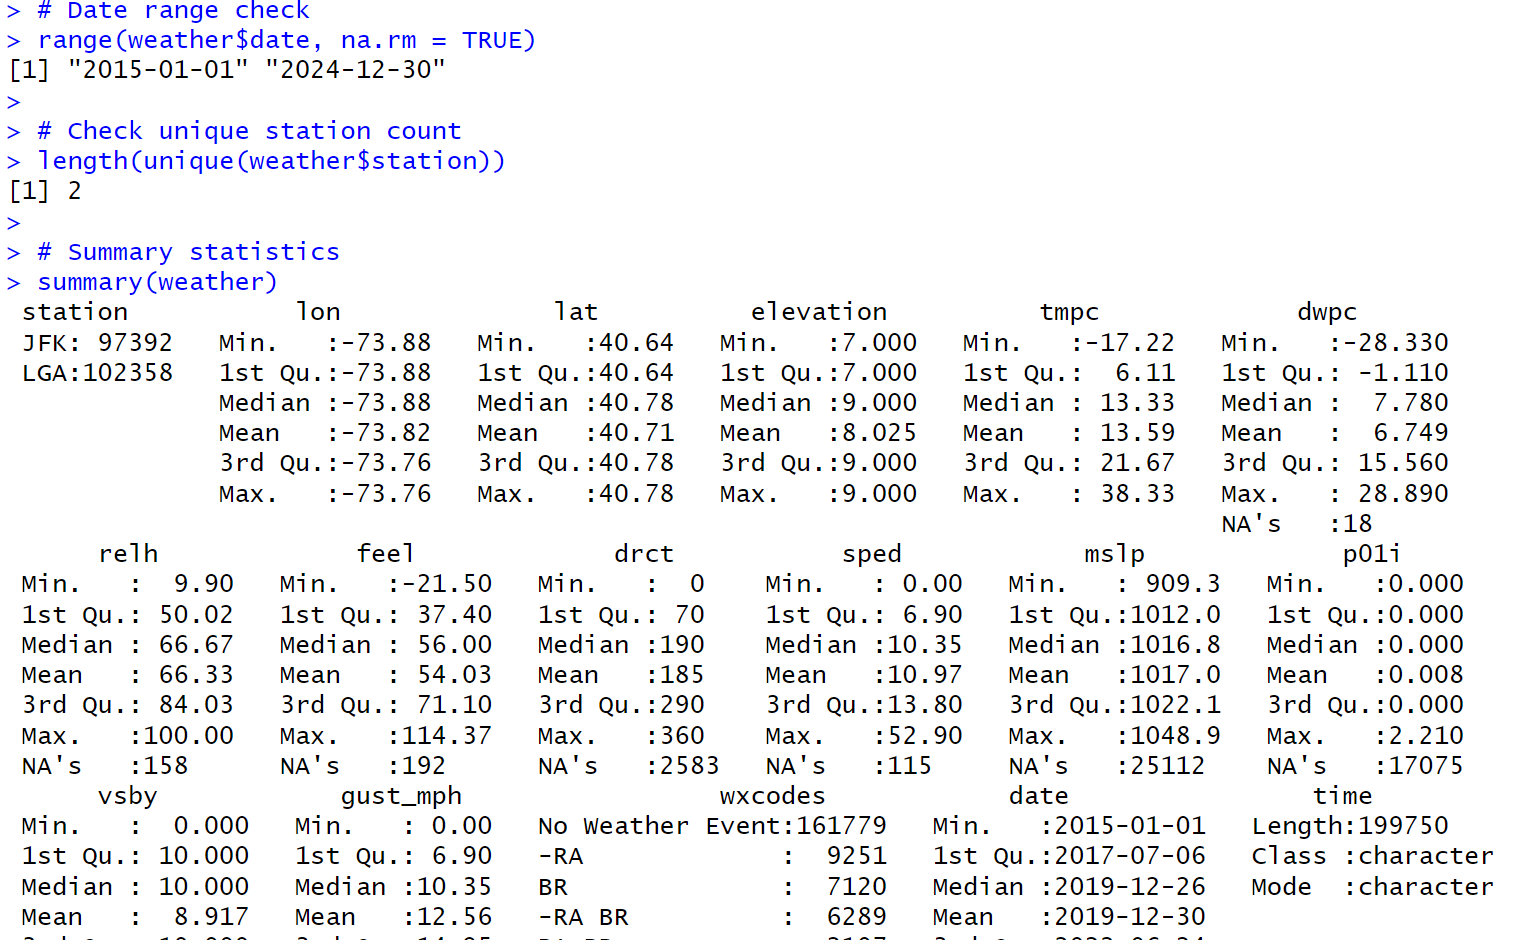 > # Date range check
> range(weather$date, na.rm = TRUE)
[1] "2015-01-01" "2024-12-30"
>
> # Check unique station count
> length(unique(weather$station))
[1] 2
>
> # Summary statistics
> summary(weather)
station lon lat elevation tmpc dwpc
JFK: 97392 Min. :-73.88 Min. :40.64 Min. :7.000 Min. :-17.22 Min. :-28.330
LGA:102358 1st Qu.:-73.88 1st Qu.:40.64 1st Qu.:7.000 1st Qu.: 6.11 1st Qu.: -1.110
Median :-73.88 Median :40.78 Median :9.000 Median : 13.33 Median : 7.780
Mean :-73.82 Mean :40.71 Mean :8.025 Mean : 13.59 Mean : 6.749
3rd Qu.:-73.76 3rd Qu.:40.78 3rd Qu.:9.000 3rd Qu.: 21.67 3rd Qu.: 15.560
Max. :-73.76 Max. :40.78 Max. :9.000 Max. : 38.33 Max. : 28.890
NA's :18
relh feel drct sped mslp p01i
Min. : 9.90 Min. :-21.50 Min. : 0 Min. : 0.00 Min. : 909.3 Min. :0.000
1st Qu.: 50.02 1st Qu.: 37.40 1st Qu.: 70 1st Qu.: 6.90 1st Qu.:1012.0 1st Qu.:0.000
Median : 66.67 Median : 56.00 Median :190 Median :10.35 Median :1016.8 Median :0.000
Mean : 66.33 Mean : 54.03 Mean :185 Mean :10.97 Mean :1017.0 Mean :0.008
3rd Qu.: 84.03 3rd Qu.: 71.10 3rd Qu.:290 3rd Qu.:13.80 3rd Qu.:1022.1 3rd Qu.:0.000
Max. :100.00 Max. :114.37 Max. :360 Max. :52.90 Max. :1048.9 Max. :2.210
NA's :158 NA's :192 NA's :2583 NA's :115 NA's :25112 NA's :17075
vsby gust_mph wxcodes date time
Min. : 0.000 Min. : 0.00 No Weather Event:161779 Min. :2015-01-01 Length:199750
1st Qu.: 10.000 1st Qu.: 6.90 -RA : 9251 1st Qu.:2017-07-06 Class :character
Median : 10.000 Median :10.35 BR : 7120 Median :2019-12-26 Mode :character
Mean : 8.917 Mean :12.56 -RA BR : 6289 Mean :2019-12-30